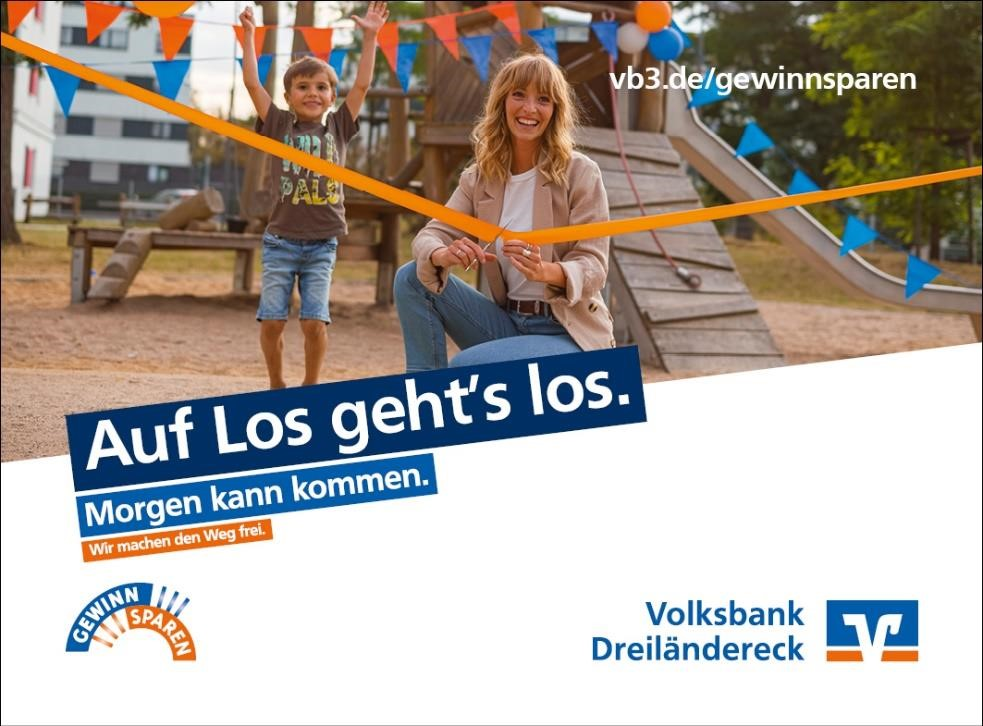 vb3.de/gewinnsparen
PALS
Auf Los geht's los.
Morgen kann kommen.
Wir machen den Weg frei.
GEWINN
SPAREN
Volksbank
Dreiländereck